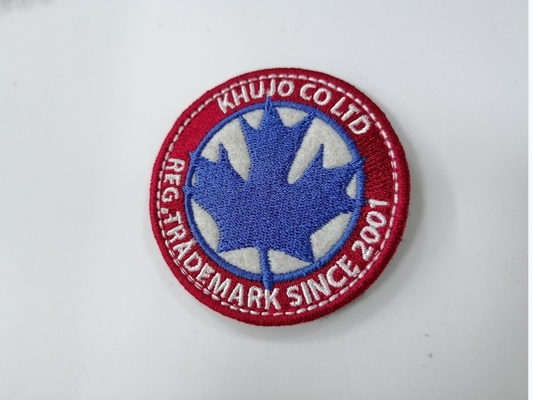 KHUJO CO LTD
REG.TRADEMARK SINCE 2001